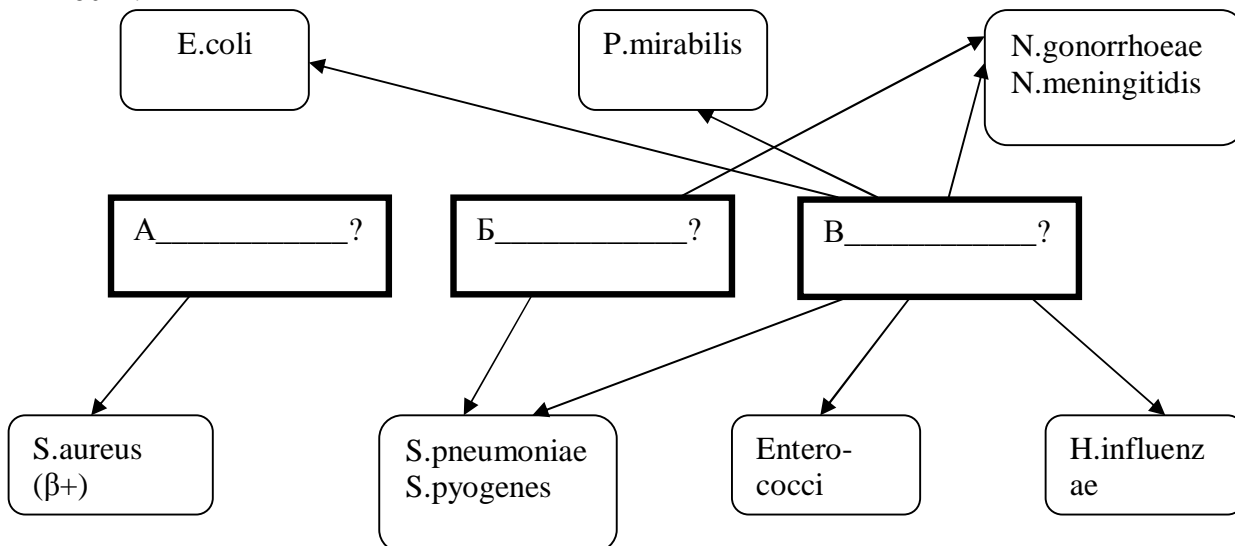 E.coli
P.mirabilis
N.gonorrhoeae
N.meningitidis
А____________?
Б____________?
В____________?
S.aureus
(β+)
S.pneumoniae
S.pyogenes
Entero-
cocci
H.influenz
ae